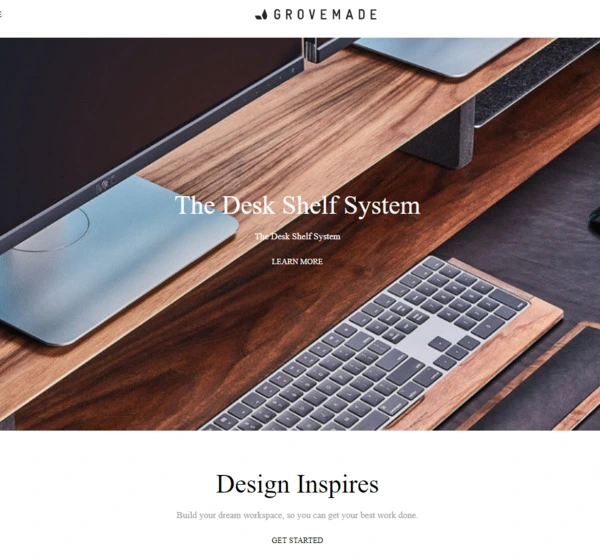 GROVEMADE
The Desk Shelf System
The Desk Shelf System
LEARN MORE
Design Inspires
Build your dream workspace, so you can get your best work done.
GET STARTED